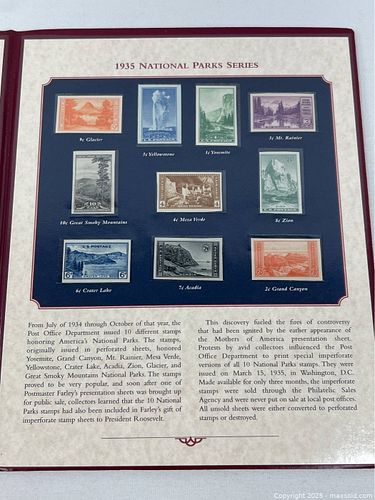 1935 NATIONAL PARKS SERIES
9¢ Glacier
5¢ Yellowstone
1¢ Yosemite
3¢ Mt. Rainier
10¢ Great Smoky Mountains
4¢ Mesa Verde
8¢ Zion
U.S. POSTAGE
6¢ Crater Lake
7¢ Acadia
2¢ Grand Canyon
From July of 1934 through October of that year, the
Post Office Department issued 10 different stamps
honoring America's National Parks. The stamps,
originally issued in perforated sheets, honored
Yosemite, Grand Canyon, Mt. Rainier, Mesa Verde,
Yellowstone, Crater Lake, Acadia, Zion, Glacier, and
Great Smoky Mountains National Parks. The stamps
proved to be very popular, and soon after one of
Postmaster Farley's presentation sheets was brought
up for public sale, collectors learned that the 10 National
Parks stamps had also been included in Farley's gift of
imperforate stamp sheets to President Roosevelt.
This discovery fueled the fires of controversy
that had been ignited by the earlier appearance of
the Mothers of America presentation sheet.
Protests by avid collectors influenced the Post
Office Department to print special imperforate
versions of all 10 National Parks stamps. They were
issued on March 15, 1935, in Washington, D.C.
Made available for only three months, the imperforate
stamps were sold through the Philatelic Sales
Agency and were never put on sale at local post offices.
All unsold sheets were either converted to perforated
stamps or destroyed.
Copyright 2025 - maxsold.com